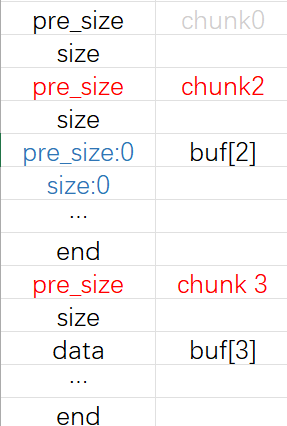 pre_size chunk0
size
pre_size chunk2
size
pre_size:0 buf[2]
size:0
...
end
pre_size chunk 3
size
data buf[3]
...
end